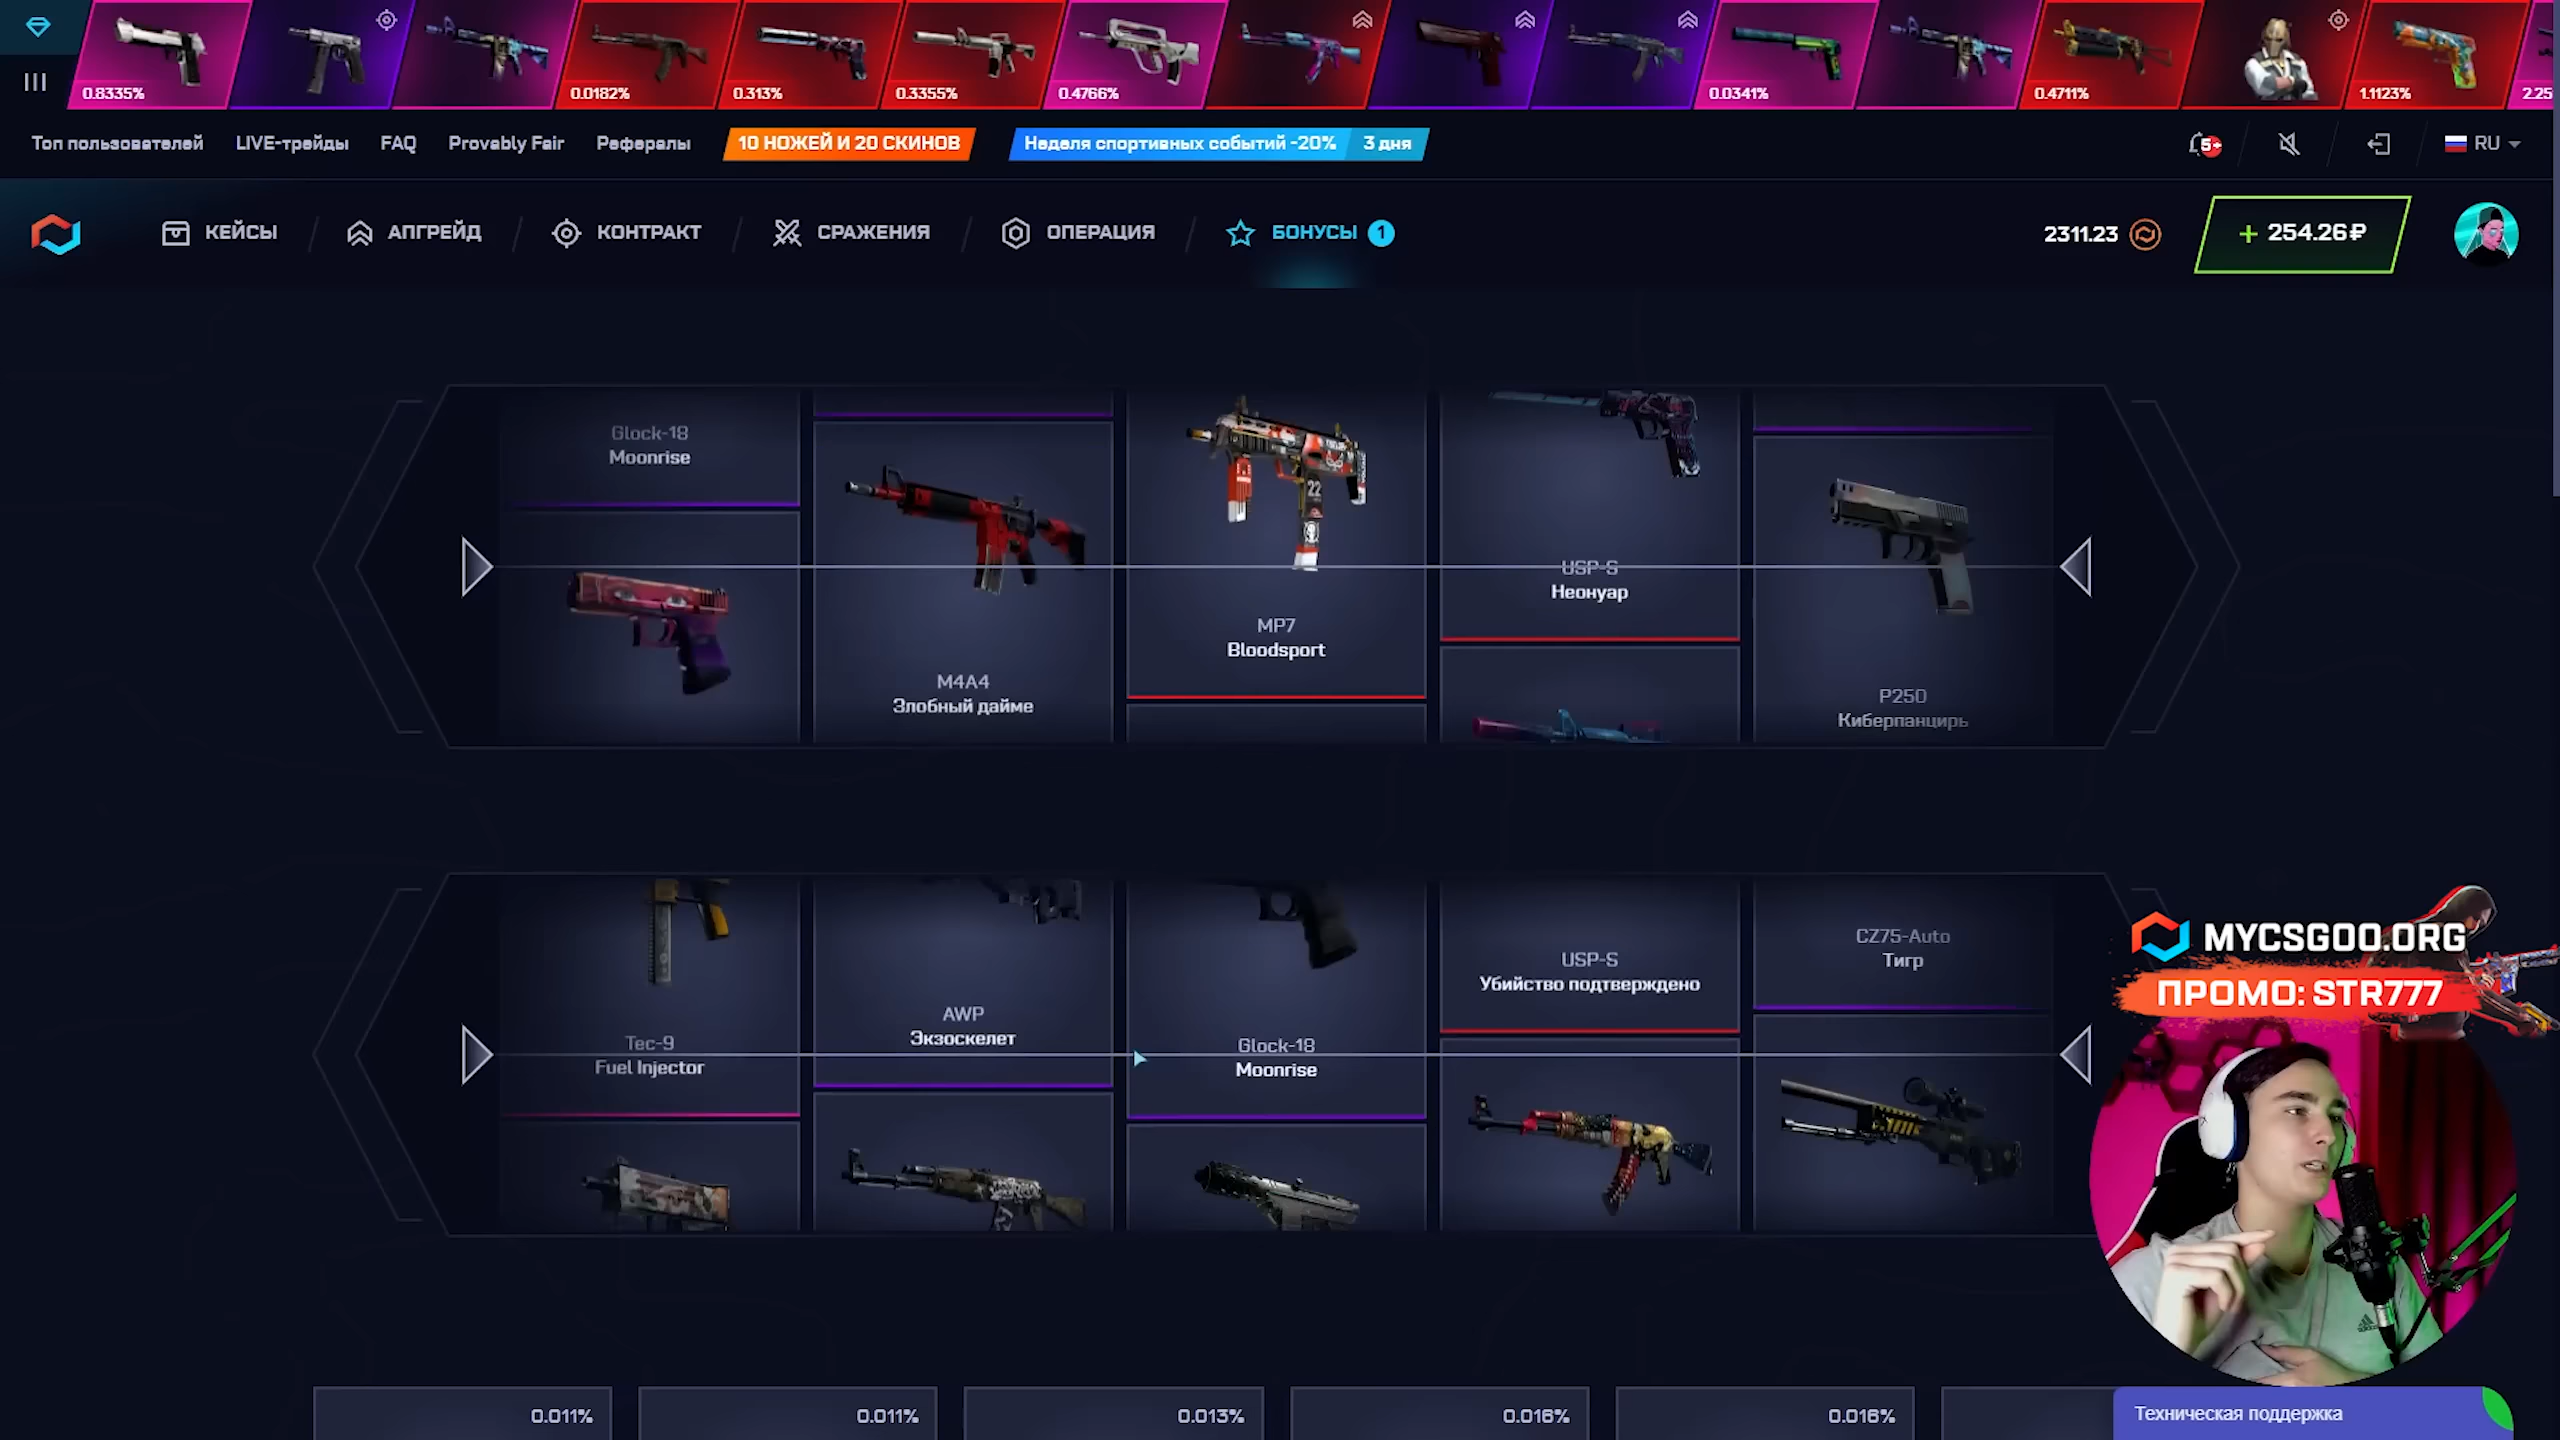 0.8335%
0.0182%
0.313%
0.3355%
0.4766%
0.0341%
0.4711%
1.1123%
2.25
Топ пользователей
LIVE-трейды
FAQ
Provably Fair
Рефералы
10 НОЖЕЙ И 20 СКИНОВ
Неделя спортивных событий -20%
3 дня
5+
RU
КЕЙСЫ
АПГРЕЙД
КОНТРАКТ
СРАЖЕНИЯ
ОПЕРАЦИЯ
БОНУСЫ
1
2311.23
+ 254.26₽
Glock-18
Moonrise
M4A4
Злобный дайме
22
MP7
Bloodsport
USP-S
Неонуар
P250
Киберпанцирь
Tec-9
Fuel Injector
AWP
Экзоскелет
Glock-18
Moonrise
USP-S
Убийство подтверждено
CZ75-Auto
Тигр
MYCSGOO.ORG
ПРОМО: STR777
0.011%
0.011%
0.013%
0.016%
0.016%
Техническая поддержка